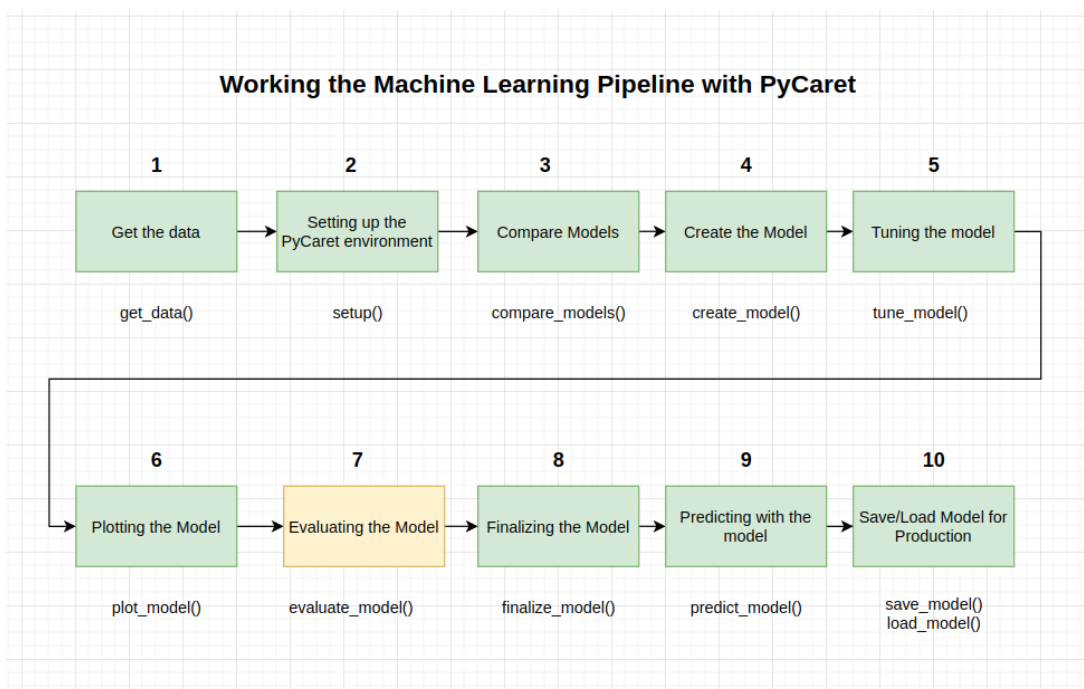 Working the Machine Learning Pipeline with PyCaret
1
2
3
4
5
Get the data
Setting up the
PyCaret environment
Compare Models
Create the Model
Tuning the model
get_data()
setup()
compare_models()
create_model()
tune_model()
6
7
8
9
10
Plotting the Model
Evaluating the Model
Finalizing the Model
Predicting with the
model
Save/Load Model for
Production
plot_model()
evaluate_model()
finalize_model()
predict_model()
save_model()
load_model()